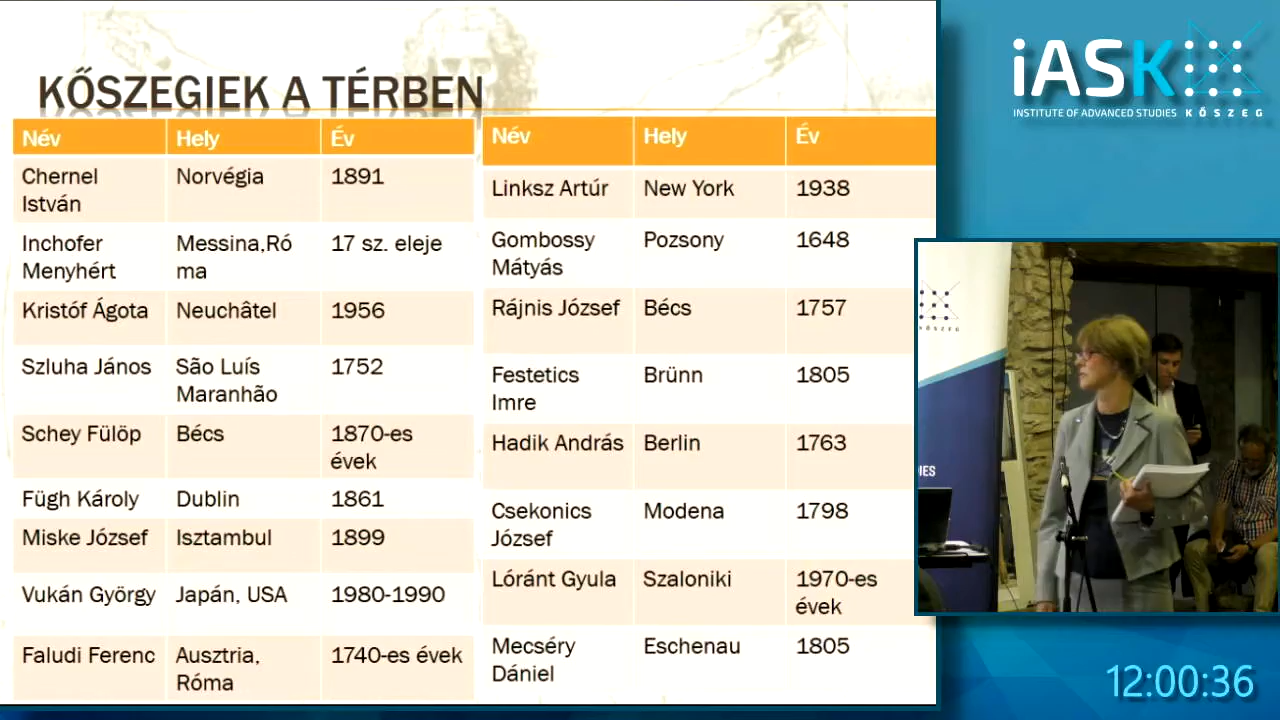 KŐSZEGIEK A TÉRBEN
Név Hely Év
Chernel Norvégia 1891
István
Inchofer Messina,Ró 17 sz. eleje
Menyhért ma
Kristóf Ágota Neuchâtel 1956
Szluha János São Luís 1752
Maranhão
Schey Fülöp Bécs 1870-es
évek
Fügh Károly Dublin 1861
Miske József Isztambul 1899
Vukán György Japán, USA 1980-1990
Faludi Ferenc Ausztria, 1740-es évek
Róma
Név Hely Év
Linksz Artúr New York 1938
Gombossy Pozsony 1648
Mátyás
Rájnis József Bécs 1757
Festetics Brünn 1805
Imre
Hadik András Berlin 1763
Csekonics Modena 1798
József
Lóránt Gyula Szaloniki 1970-es
évek
Mecséry Eschenau 1805
Dániel
iASK
INSTITUTE OF ADVANCED STUDIES KŐSZEG
KŐSZEG
DIES
12:00:36